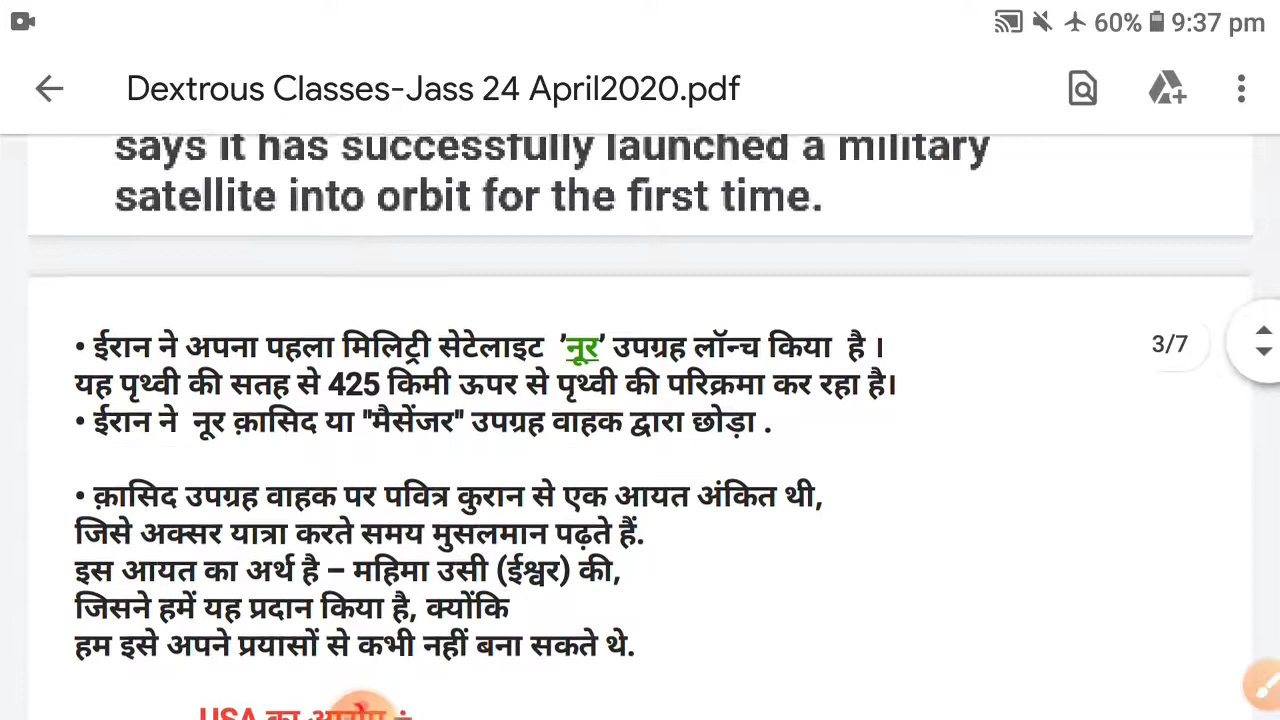 60% 9:37 pm
Dextrous Classes-Jass 24 April2020.pdf
says it has successfully launched a military
satellite into orbit for the first time.
• ईरान ने अपना पहला मिलिट्री सेटेलाइट 'नूर' उपग्रह लॉन्च किया है ।
3/7
यह पृथ्वी की सतह से 425 किमी ऊपर से पृथ्वी की परिक्रमा कर रहा है।
• ईरान ने नूर क़ासिद या "मैसेंजर" उपग्रह वाहक द्वारा छोड़ा .
• क़ासिद उपग्रह वाहक पर पवित्र कुरान से एक आयत अंकित थी,
जिसे अक्सर यात्रा करते समय मुसलमान पढ़ते हैं.
इस आयत का अर्थ है – महिमा उसी (ईश्वर) की,
जिसने हमें यह प्रदान किया है, क्योंकि
हम इसे अपने प्रयासों से कभी नहीं बना सकते थे.
USA का